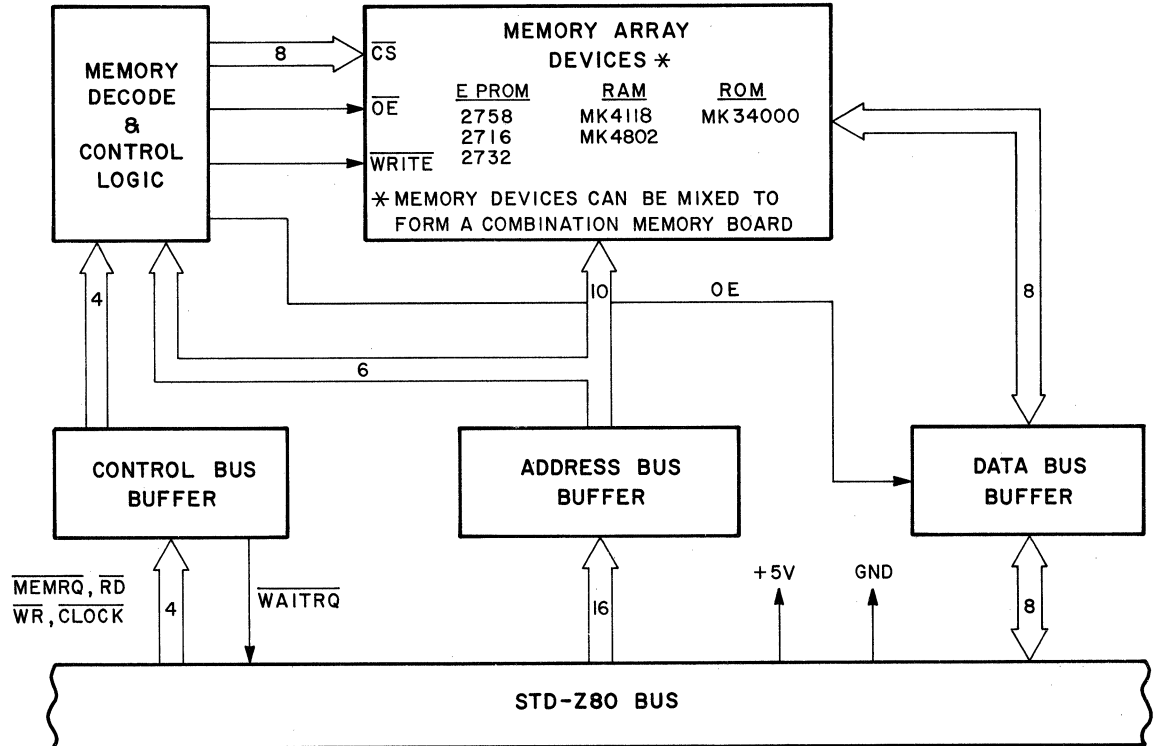 MEMORY
DECODE
&
CONTROL
LOGIC
8
CS
OE
WRITE
MEMORY ARRAY
DEVICES *
E PROM RAM ROM
2758 MK4118 MK34000
2716 MK4802
2732
* MEMORY DEVICES CAN BE MIXED TO
FORM A COMBINATION MEMORY BOARD
4
10
OE
8
6
CONTROL BUS
BUFFER
ADDRESS BUS
BUFFER
DATA BUS
BUFFER
MEMRQ, RD
WR, CLOCK
4
WAITRQ
16
+5V
GND
8
STD-Z80 BUS